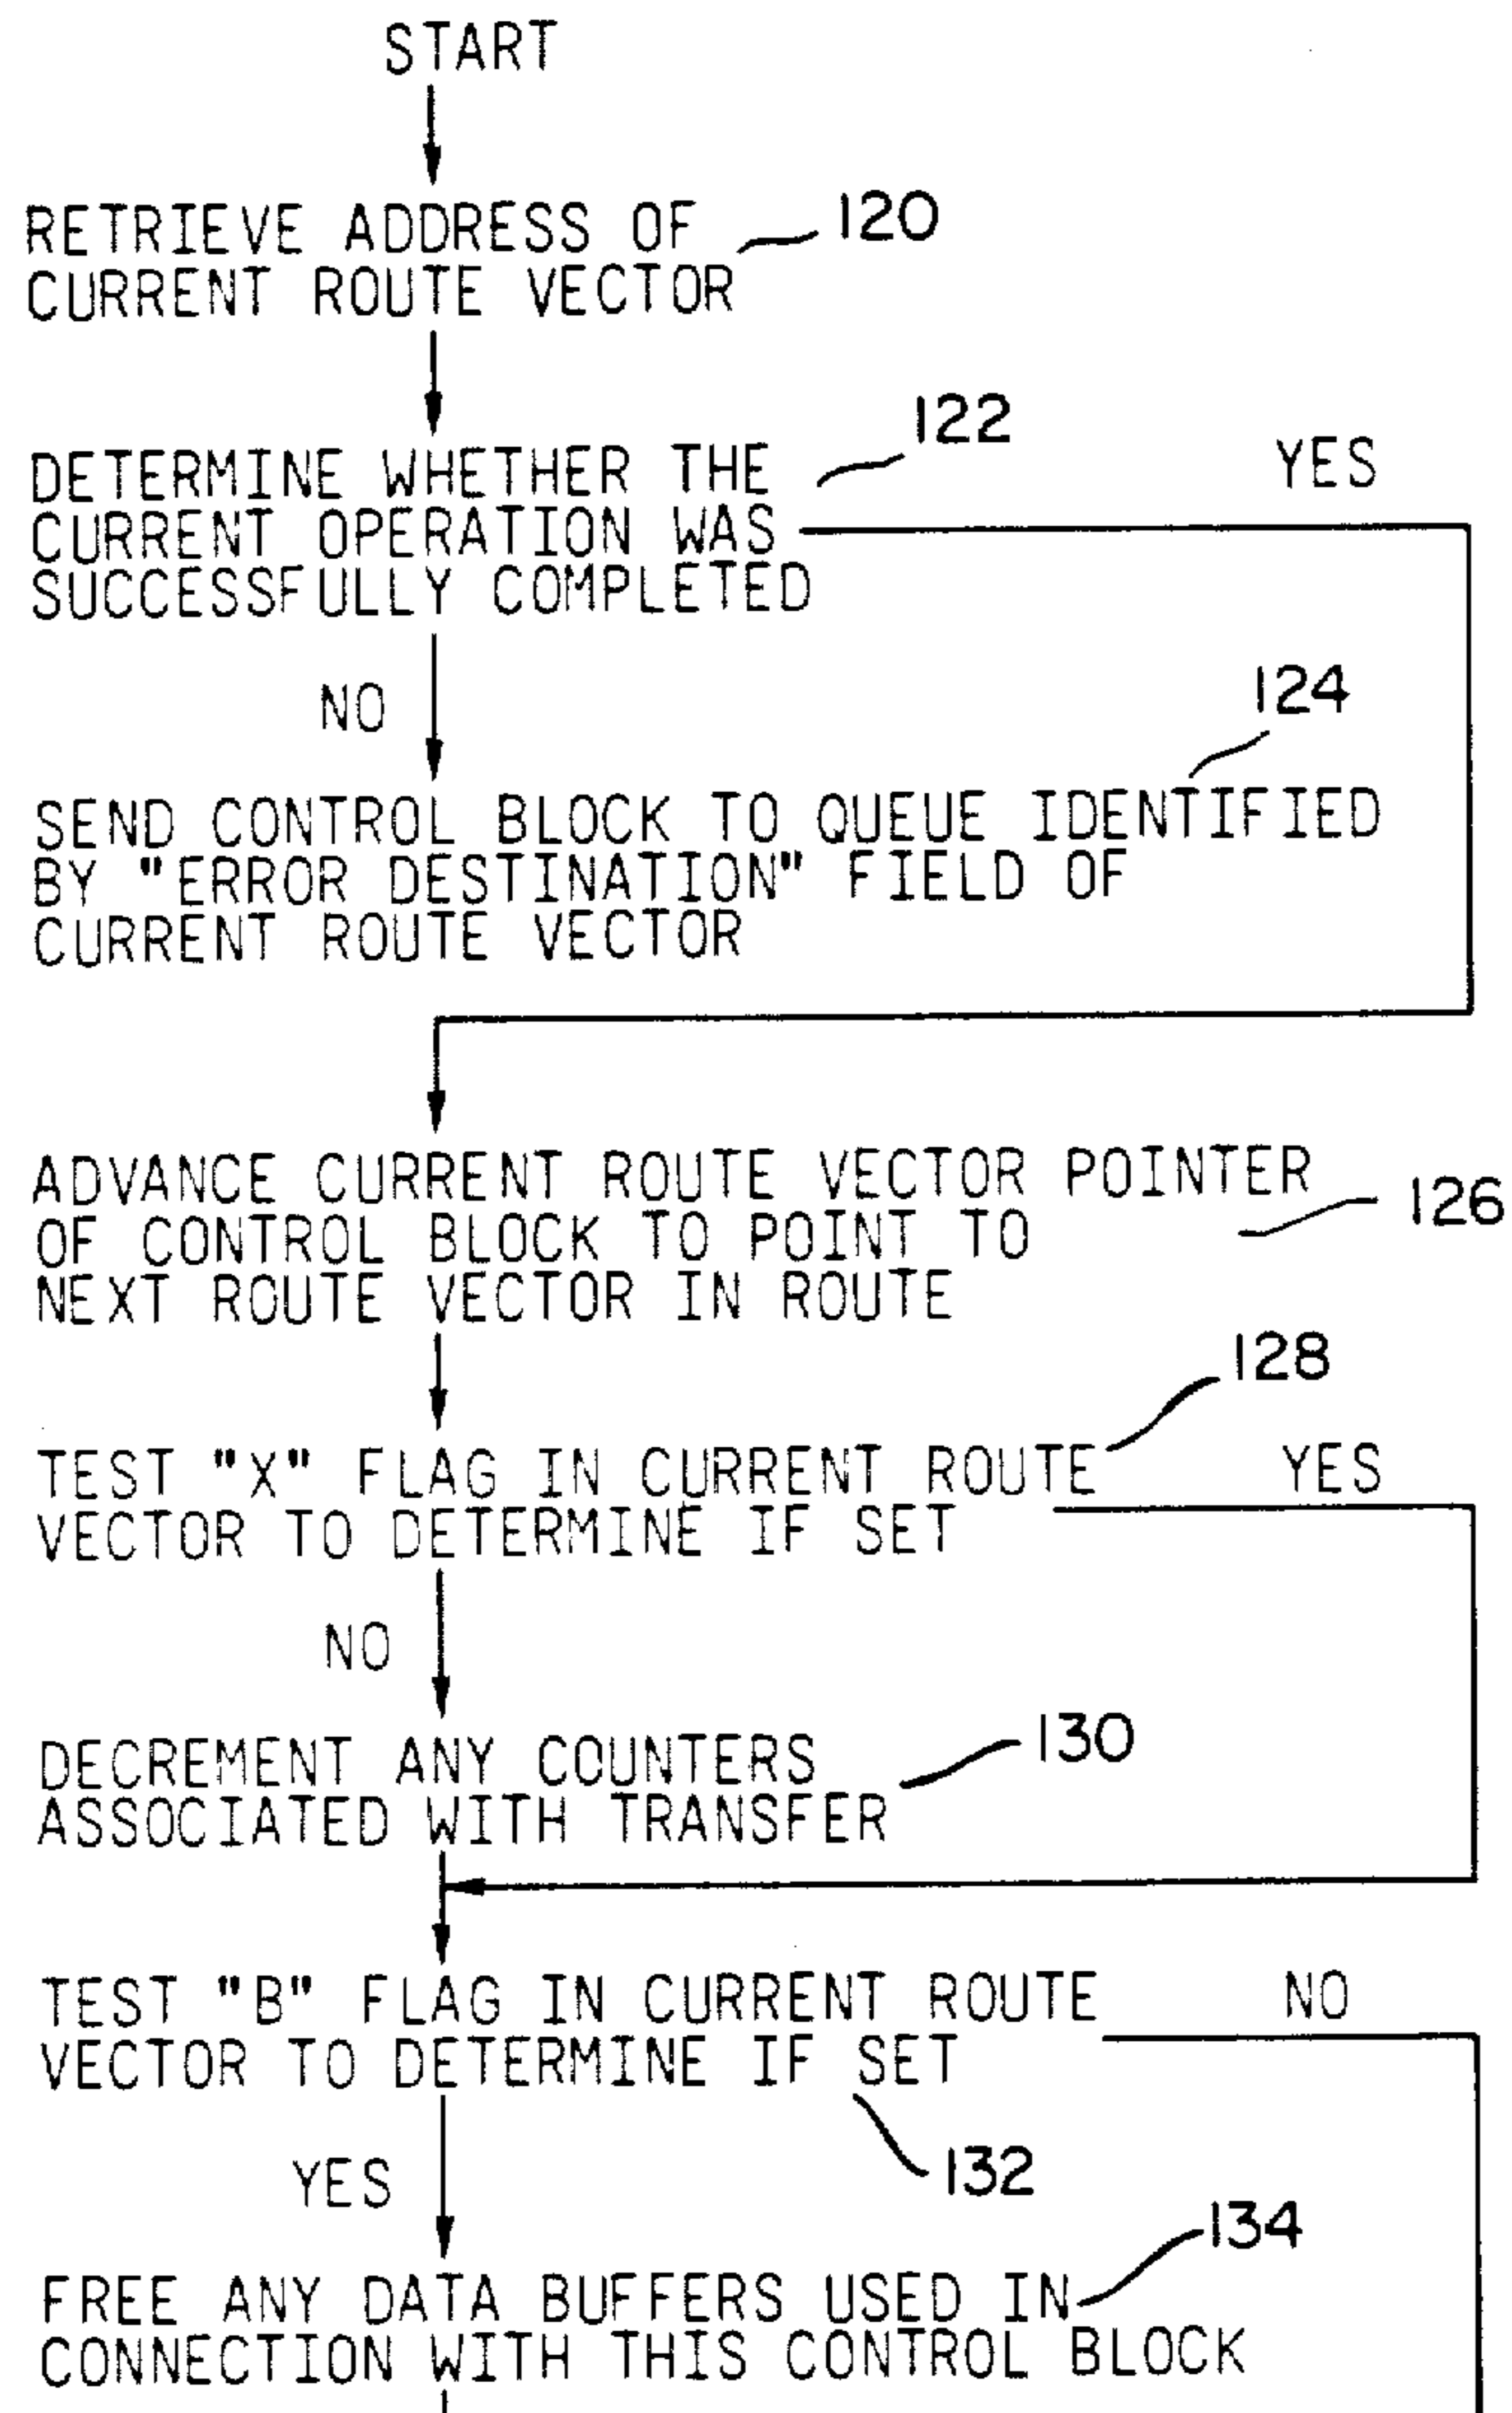 START
RETRIEVE ADDRESS OF
CURRENT ROUTE VECTOR
120
DETERMINE WHETHER THE
CURRENT OPERATION WAS
SUCCESSFULLY COMPLETED
122
YES
NO
124
SEND CONTROL BLOCK TO QUEUE IDENTIFIED
BY "ERROR DESTINATION" FIELD OF
CURRENT ROUTE VECTOR
ADVANCE CURRENT ROUTE VECTOR POINTER
OF CONTROL BLOCK TO POINT TO
NEXT ROUTE VECTOR IN ROUTE
126
128
TEST "X" FLAG IN CURRENT ROUTE
VECTOR TO DETERMINE IF SET
YES
NO
DECREMENT ANY COUNTERS
ASSOCIATED WITH TRANSFER
130
TEST "B" FLAG IN CURRENT ROUTE
VECTOR TO DETERMINE IF SET
NO
132
YES
134
FREE ANY DATA BUFFERS USED IN
CONNECTION WITH THIS CONTROL BLOCK